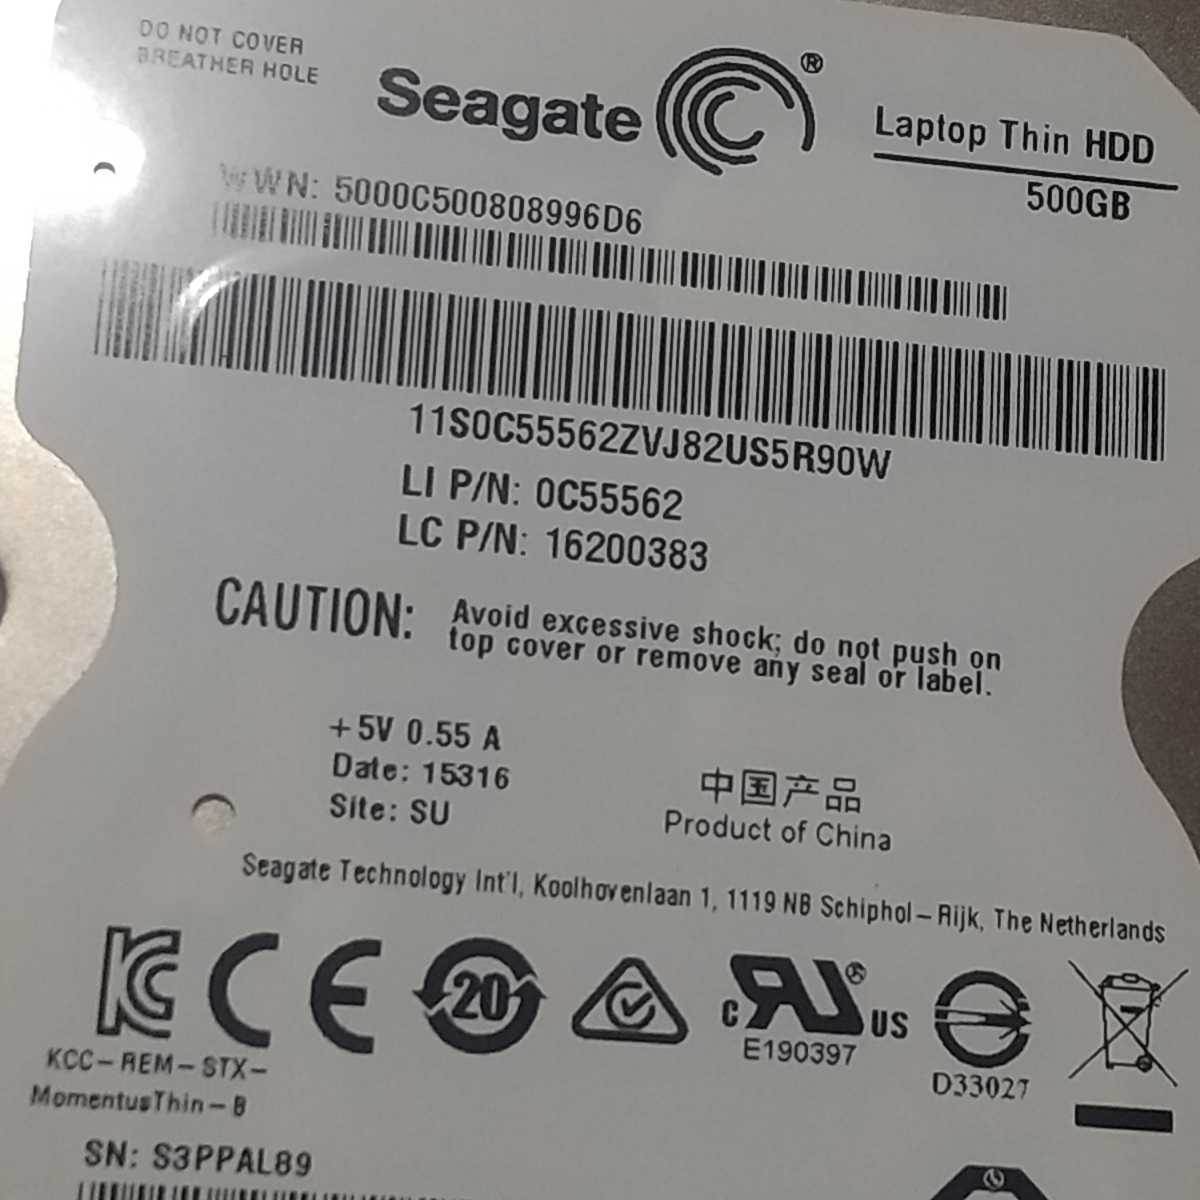 DO NOT COVER
BREATHER HOLE
Seagate®
Laptop Thin HDD
500GB
WWN: 5000C500808996D6
11S0C55562ZVJ82US5R90W
LI P/N: 0C55562
LC P/N: 16200383
CAUTION: Avoid excessive shock; do not push on
top cover or remove any seal or label.
+5V 0.55 A
Date: 15316
Site: SU
中国产品
Product of China
Seagate Technology Int'l, Koolhovenlaan 1, 1119 NB Schiphol-Rijk, The Netherlands
KC CE 20 c RU ® US
E190397
D33027
KCC-REM-STX-
MomentusThin-B
SN: S3PPAL89